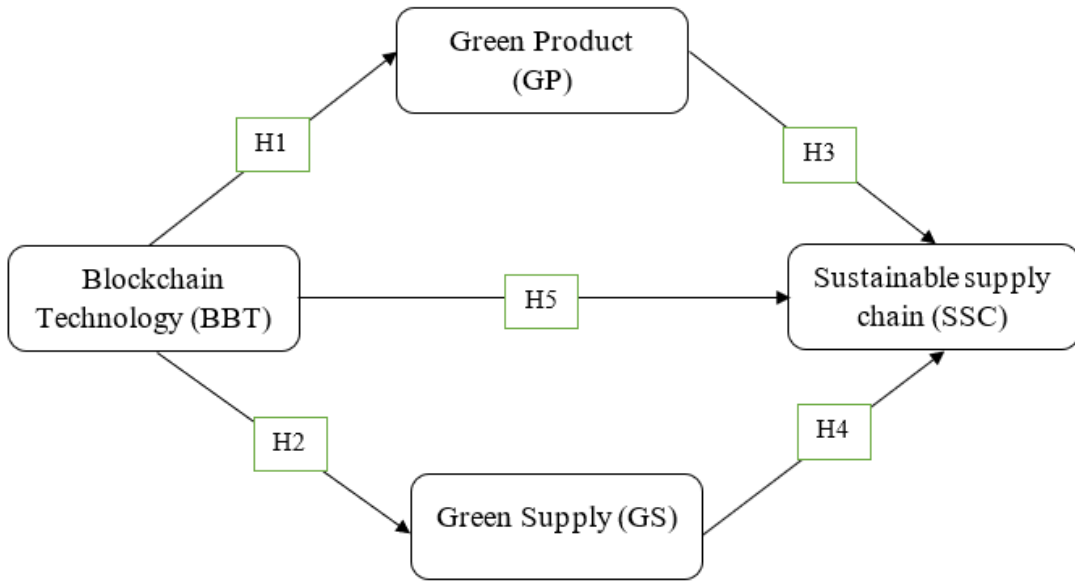 Green Product
(GP)
H1
H3
Blockchain
Technology (BBT)
H5
Sustainable supply
chain (SSC)
H2
H4
Green Supply (GS)